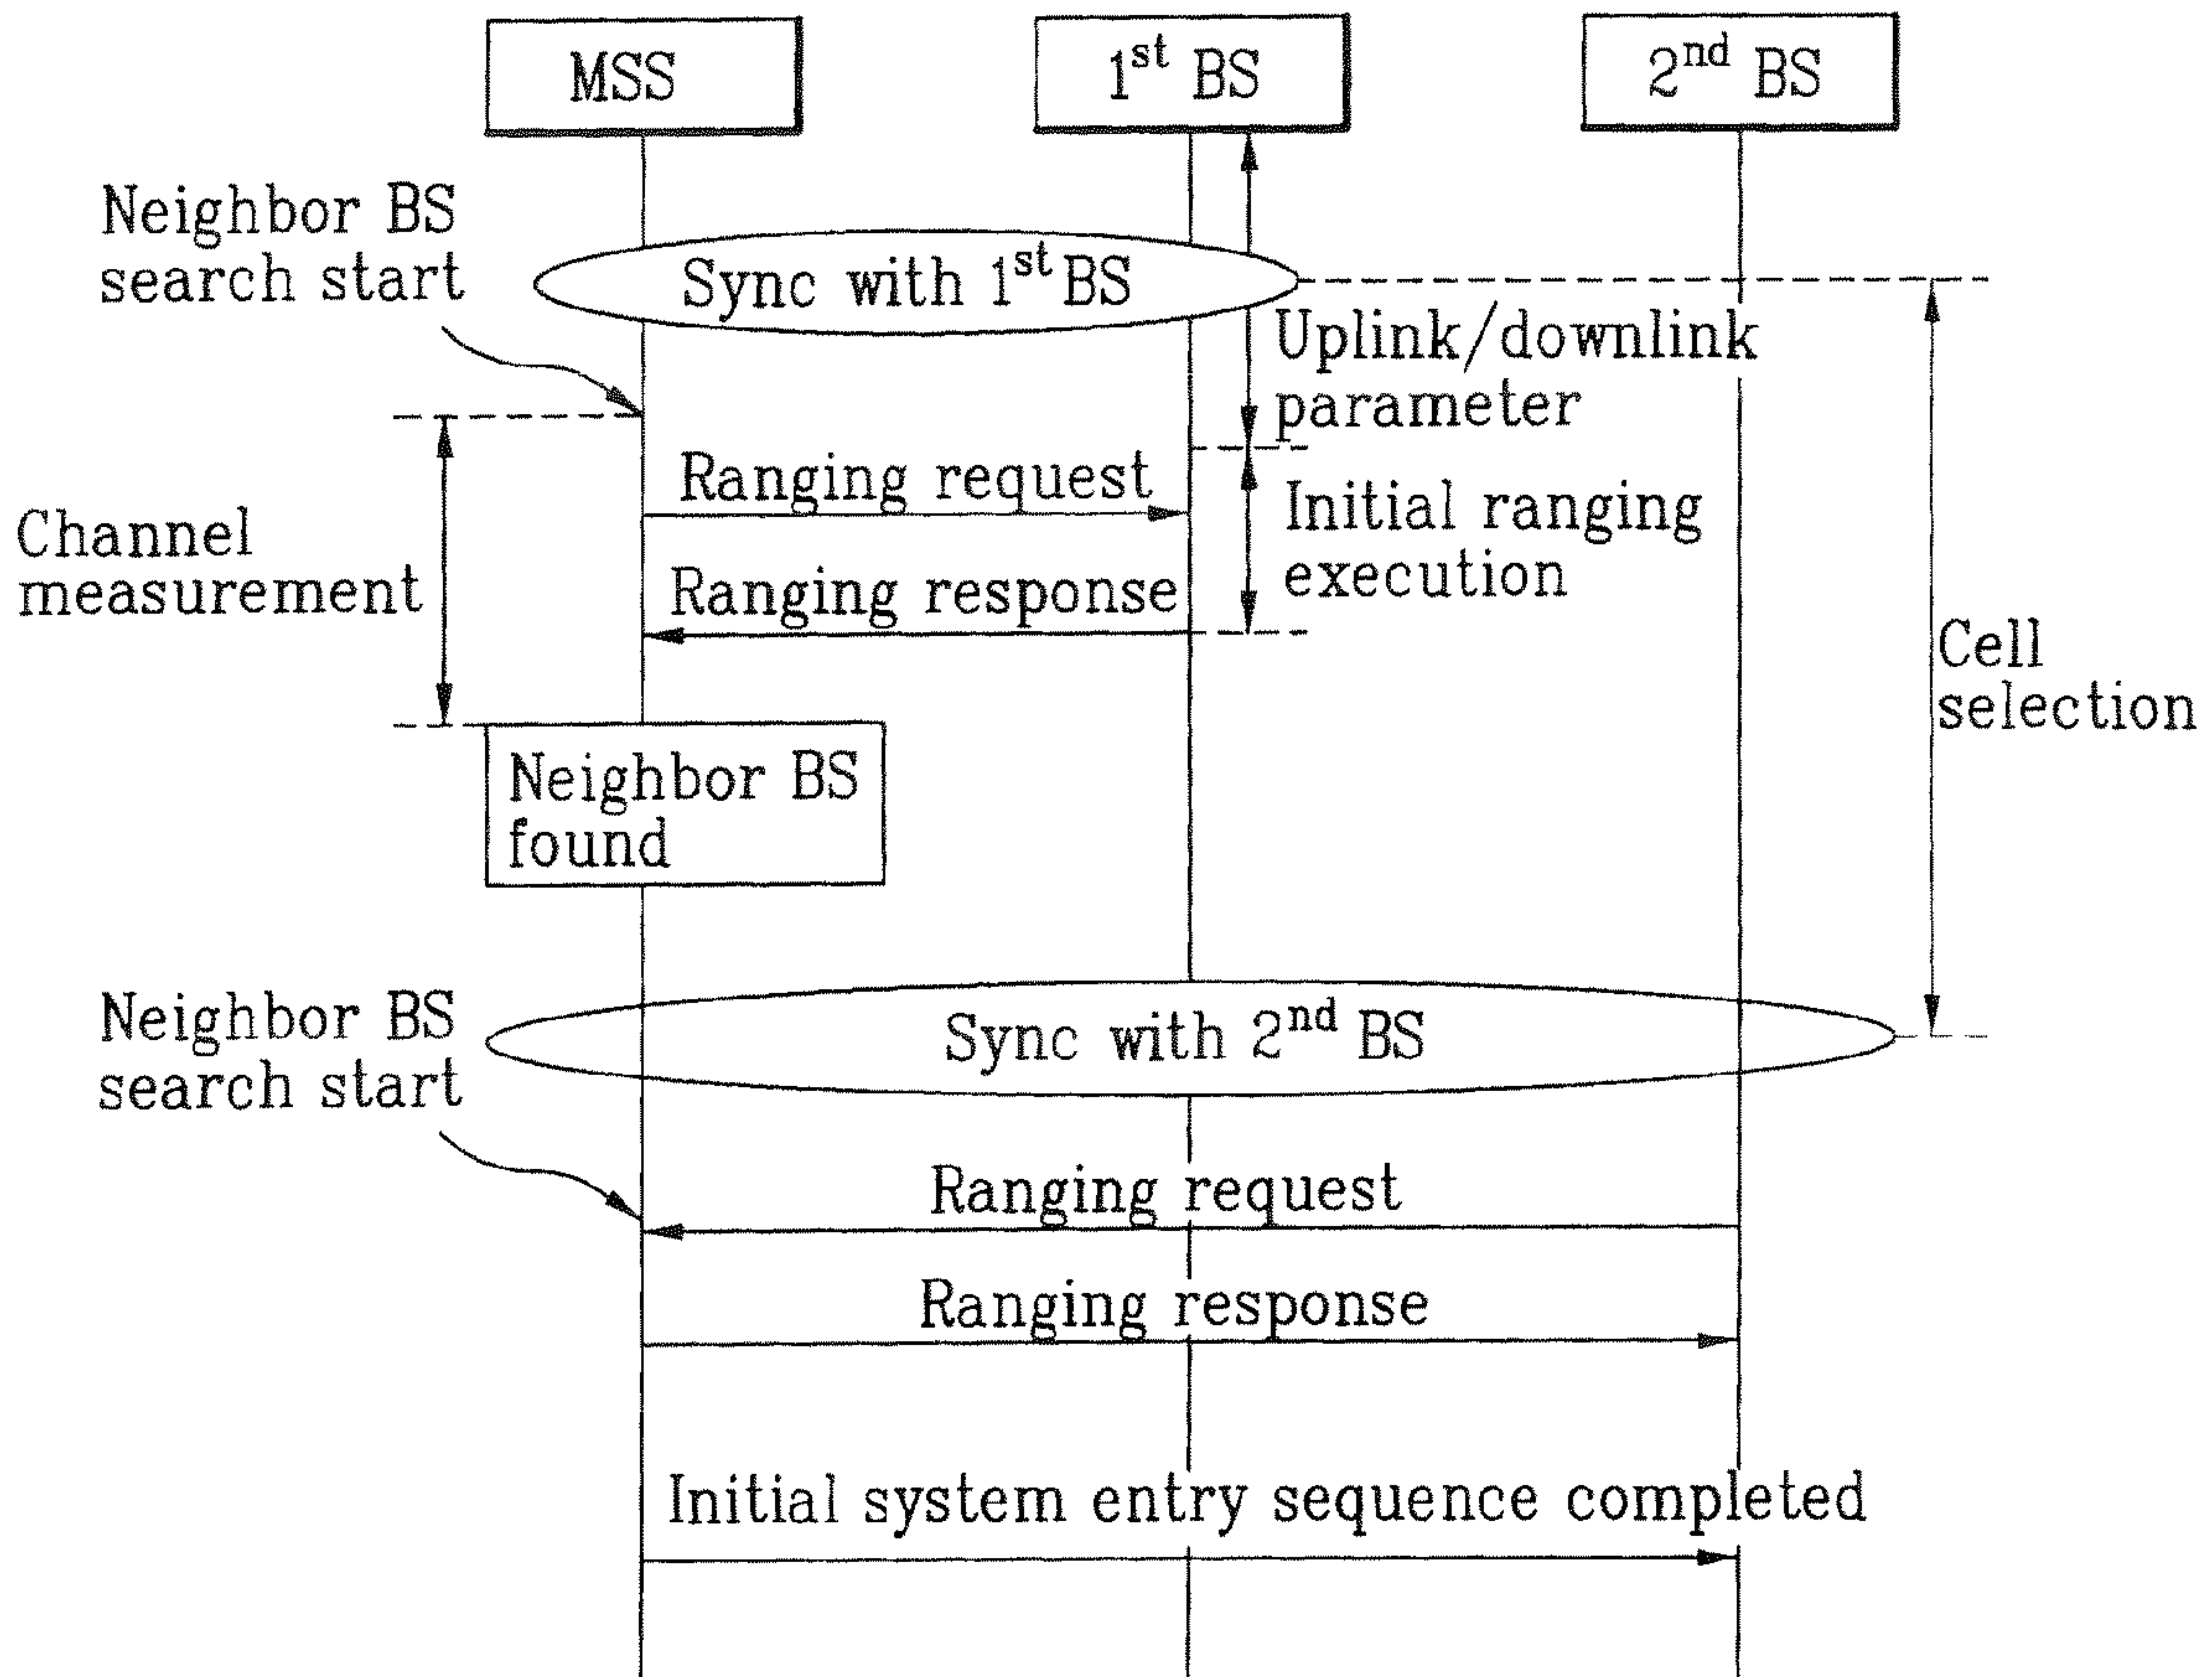 MSS
1st BS
2nd BS
Neighbor BS
search start
Sync with 1st BS
Uplink/downlink
parameter
Ranging request
Initial ranging
execution
Channel
measurement
Ranging response
Cell
selection
Neighbor BS
found
Neighbor BS
search start
Sync with 2nd BS
Ranging request
Ranging response
Initial system entry sequence completed